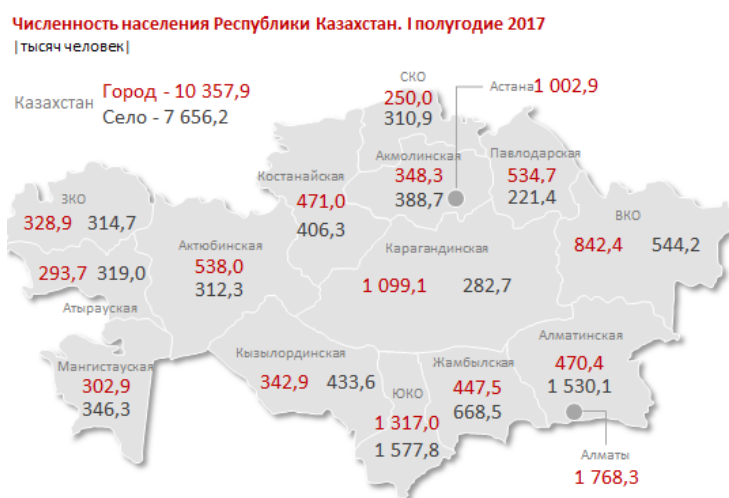 Численность населения Республики Казахстан. I полугодие 2017
|тысяч человек|
Казахстан
Город - 10 357,9
Село - 7 656,2
СКО
250,0
310,9
Астана 1 002,9
Акмолинская
348,3
388,7
Павлодарская
534,7
221,4
Костанайская
471,0
406,3
ЗКО
328,9 314,7
ВКО
842,4 544,2
Актюбинская
538,0
312,3
Карагандинская
1 099,1 282,7
293,7 319,0
Атырауская
Мангистауская
302,9
346,3
Кызылординская
342,9 433,6
ЮКО
1 317,0
1 577,8
Жамбылская
447,5
668,5
Алматинская
470,4
1 530,1
Алматы
1 768,3